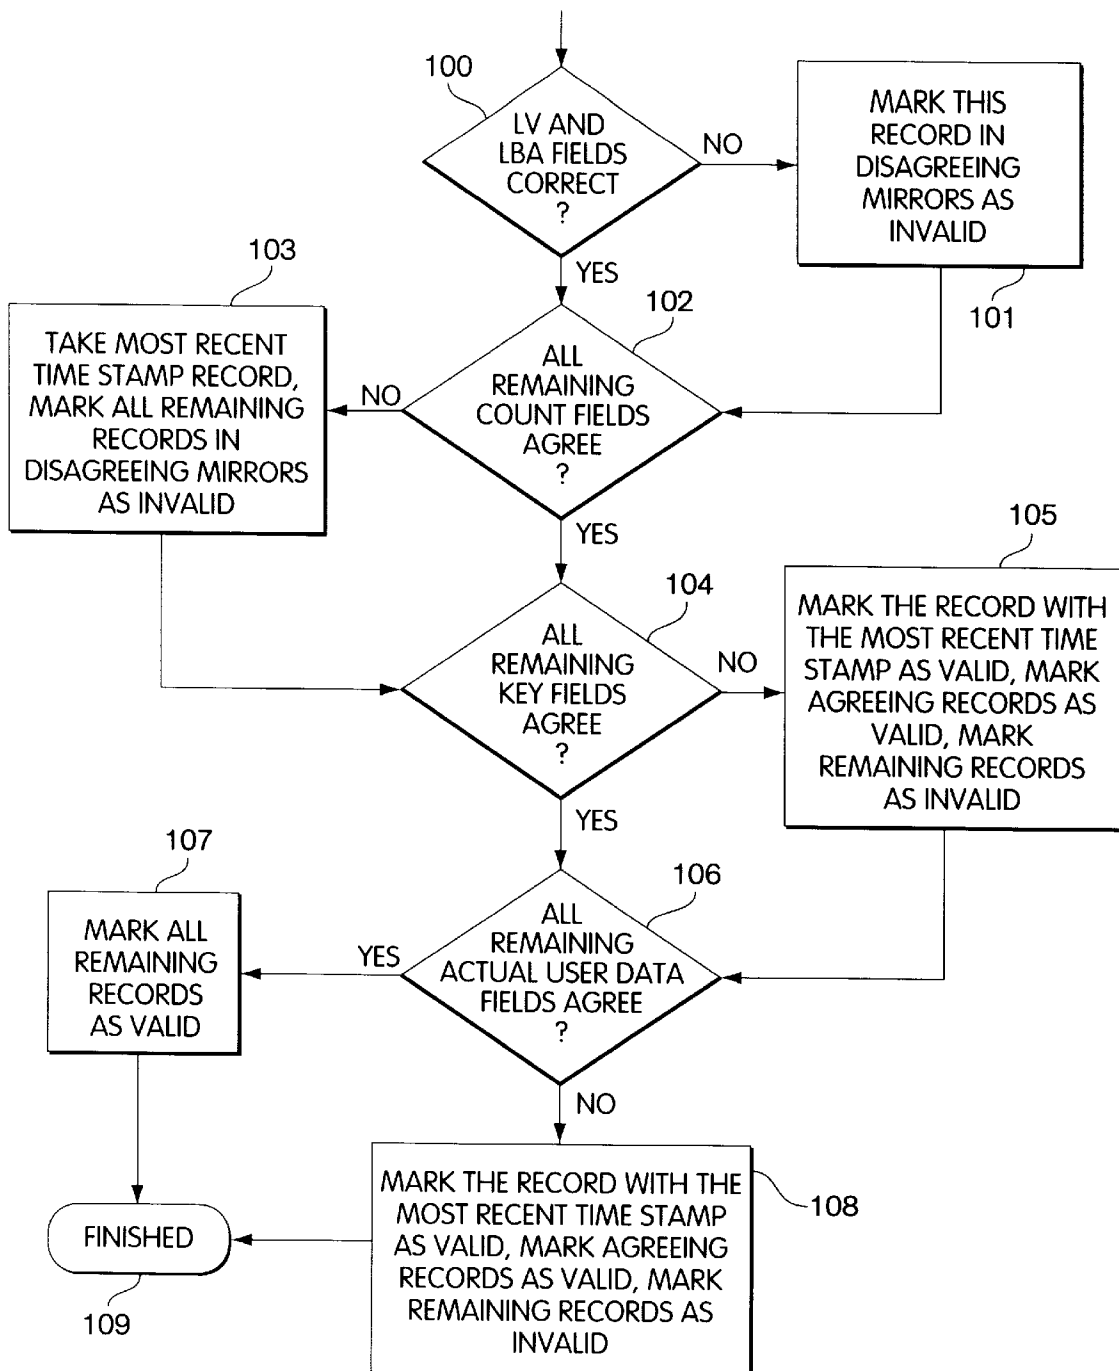 100
LV AND
LBA FIELDS
CORRECT
?
NO
MARK THIS
RECORD IN
DISAGREEING
MIRRORS AS
INVALID
101
YES
103
TAKE MOST RECENT
TIME STAMP RECORD,
MARK ALL REMAINING
RECORDS IN
DISAGREEING MIRRORS
AS INVALID
102
ALL
REMAINING
COUNT FIELDS
AGREE
?
NO
YES
104
ALL
REMAINING
KEY FIELDS
AGREE
?
NO
105
MARK THE RECORD WITH
THE MOST RECENT TIME
STAMP AS VALID, MARK
AGREEING RECORDS AS
VALID, MARK
REMAINING RECORDS
AS INVALID
YES
107
MARK ALL
REMAINING
RECORDS
AS VALID
YES
106
ALL
REMAINING
ACTUAL USER DATA
FIELDS AGREE
?
NO
MARK THE RECORD WITH THE
MOST RECENT TIME STAMP
AS VALID, MARK AGREEING
RECORDS AS VALID, MARK
REMAINING RECORDS AS
INVALID
108
FINISHED
109